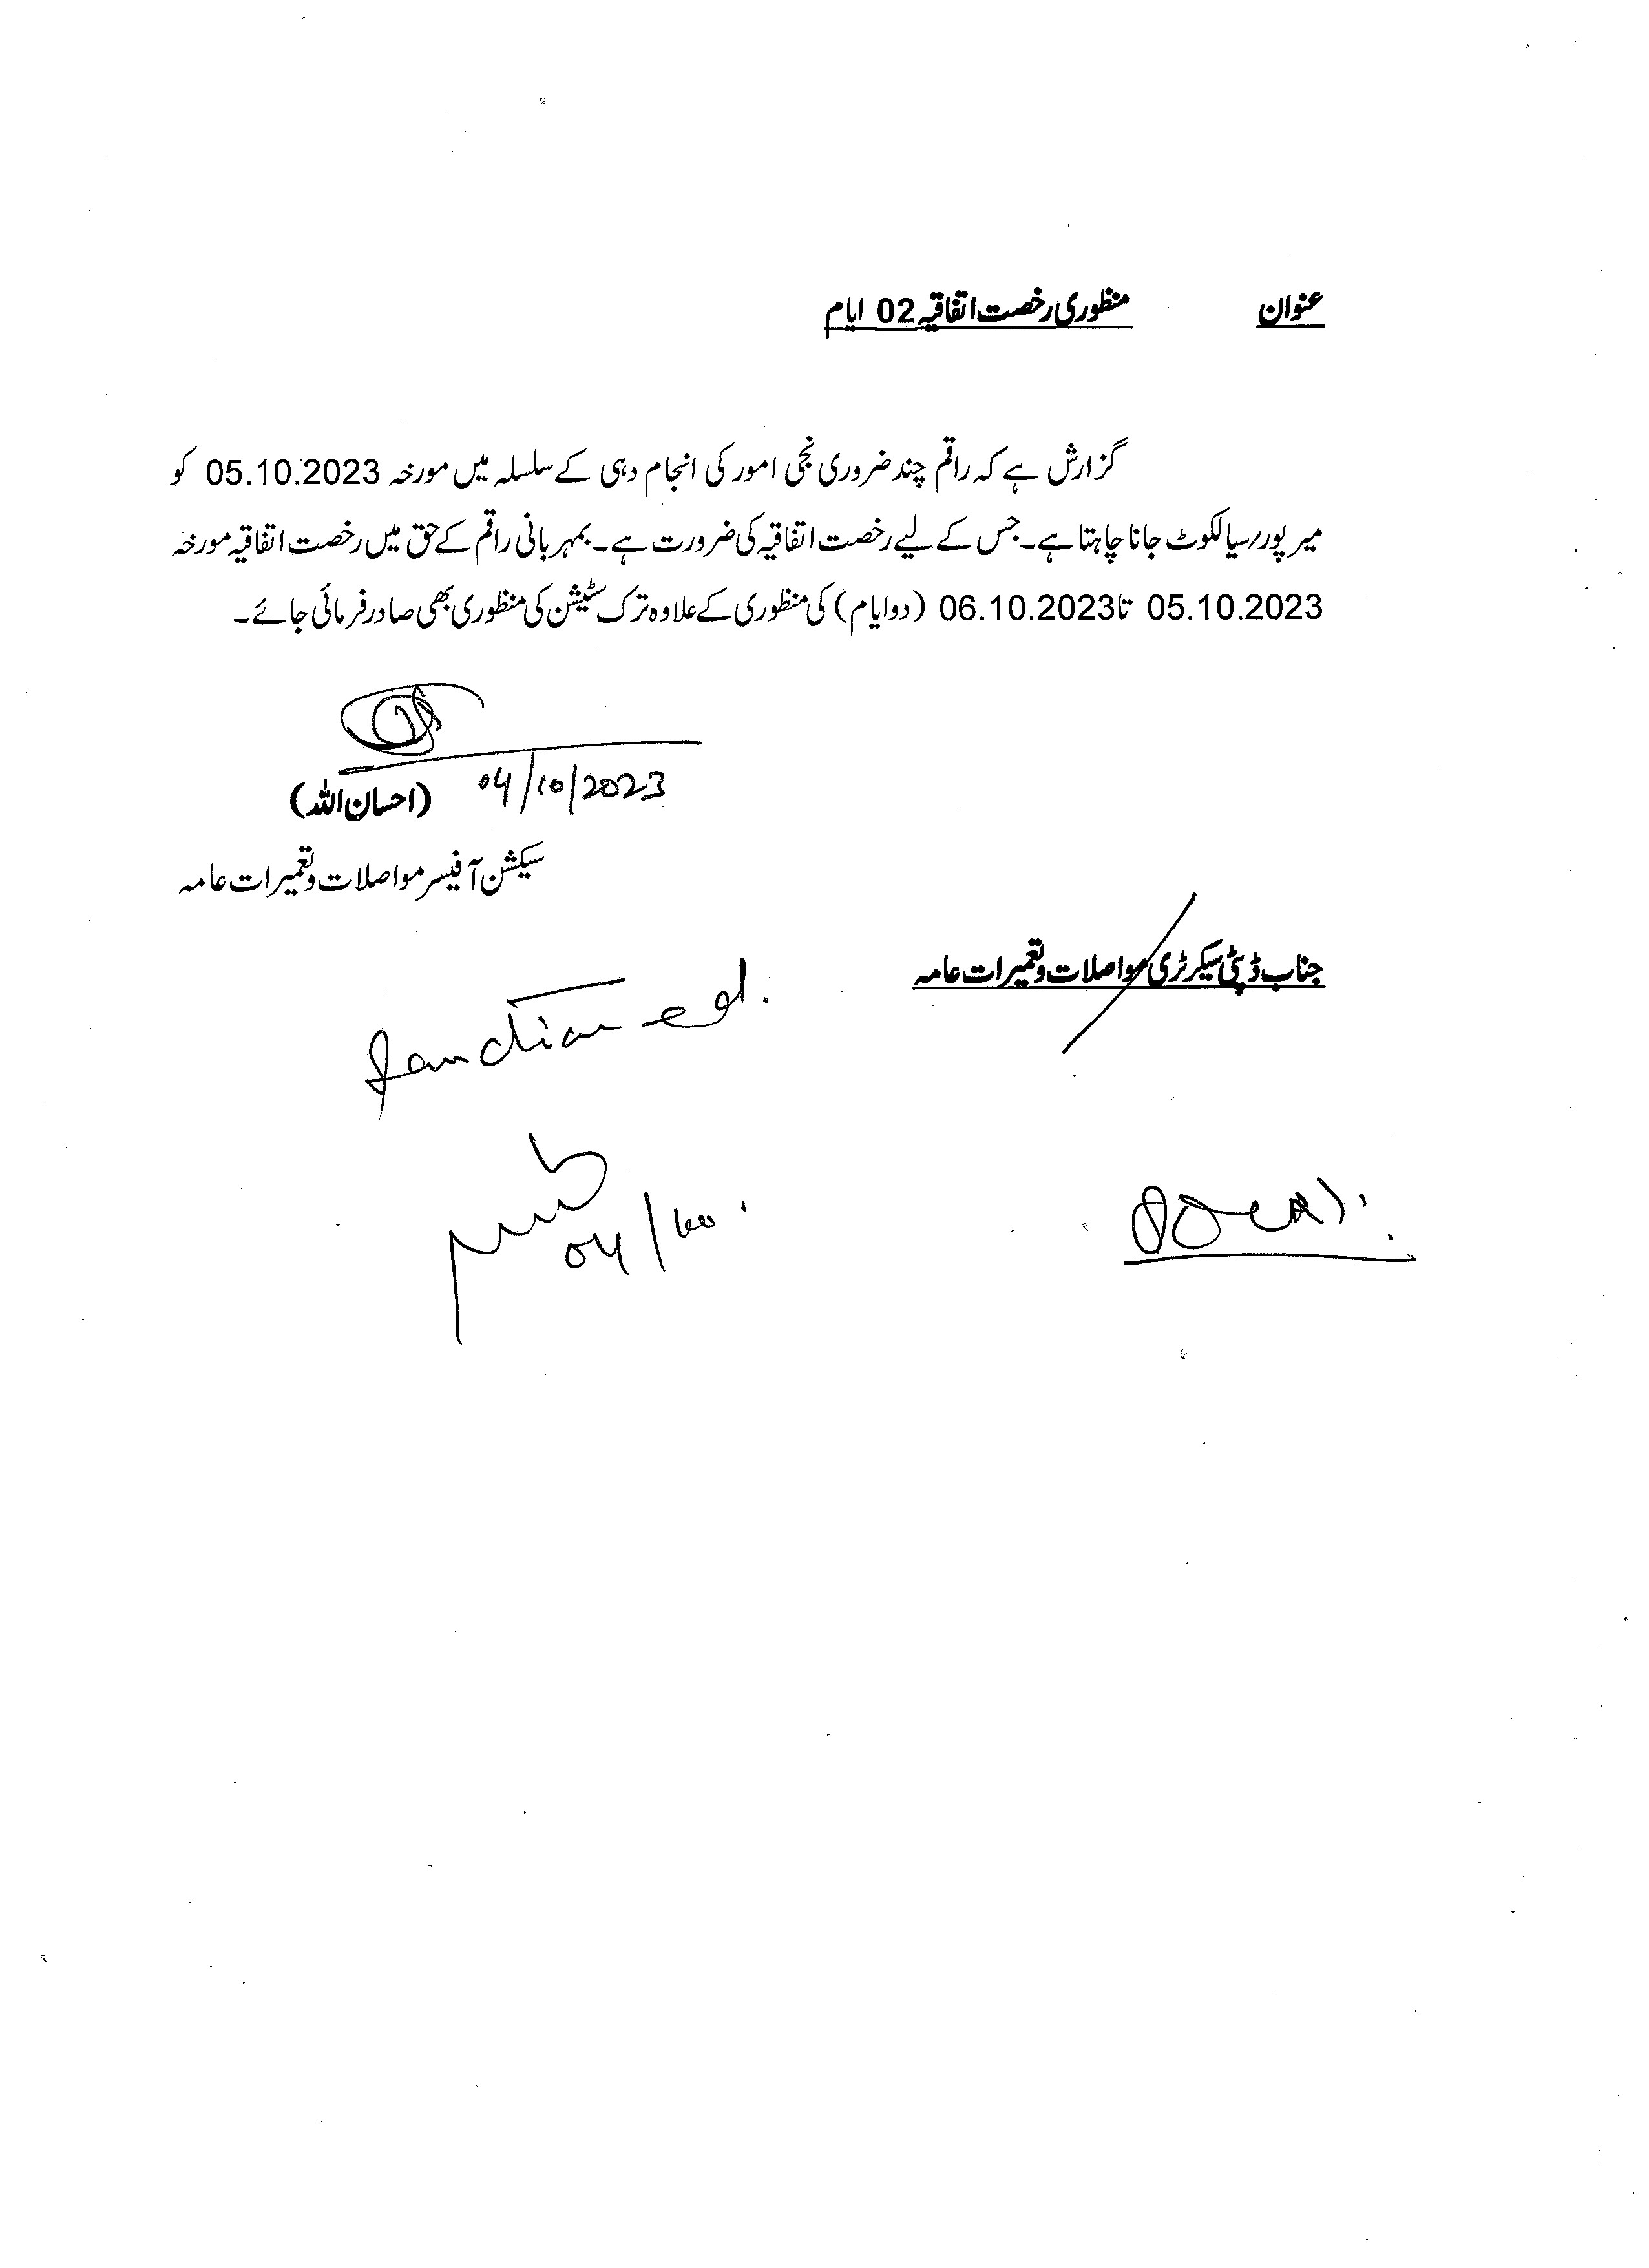 عنوان منظوری رخصت اتفاقیہ 02 ایام
گزارش ہے کہ راقم چند ضروری نجی امور کی انجام دہی کے سلسلہ میں مورخہ 05.10.2023 کو
میرپور/سیالکوٹ جانا چاہتا ہے۔ جس کے لیے رخصت اتفاقیہ کی ضرورت ہے۔ بمہربانی راقم کے حق میں رخصت اتفاقیہ مورخہ
05.10.2023 تا 06.10.2023 (دو ایام) کی منظوری کے علاوہ ترک سٹیشن کی منظوری بھی صادر فرمائی جائے۔
04/10/2023
(احسان اللہ)
سیکشن آفیسر مواصلات و تعمیرات عامہ
جناب ڈپٹی سیکرٹری مواصلات و تعمیرات عامہ
Sanctioned.
04/10.